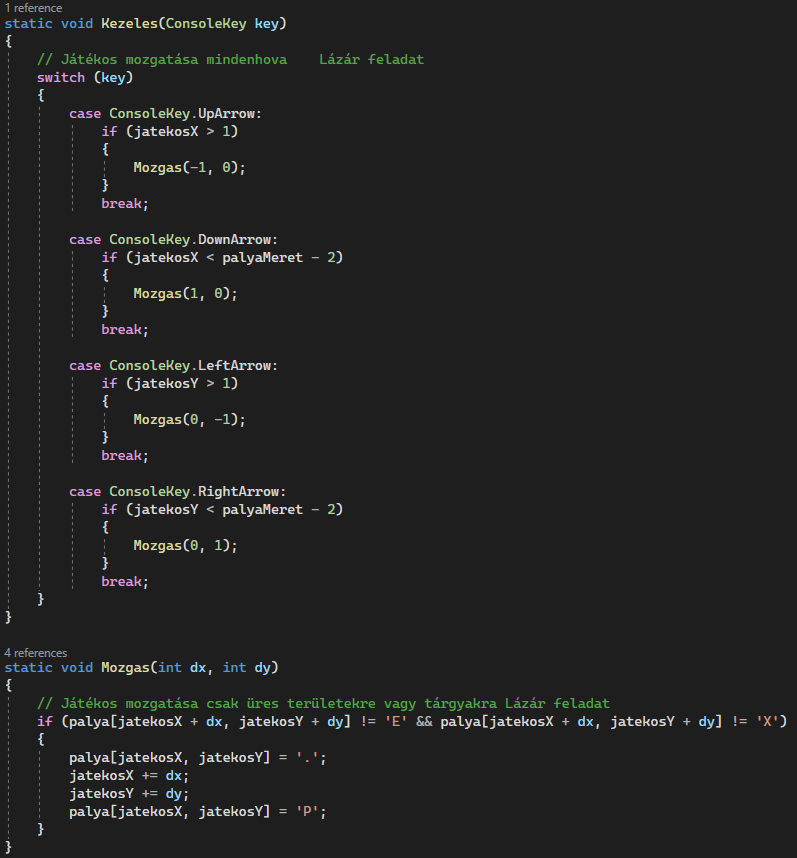 1 reference
static void Kezeles(ConsoleKey key)
{
    // Játékos mozgatása mindenhova    Lázár feladat
    switch (key)
    {
        case ConsoleKey.UpArrow:
            if (jatekosX > 1)
            {
                Mozgas(-1, 0);
            }
            break;

        case ConsoleKey.DownArrow:
            if (jatekosX < palyaMeret - 2)
            {
                Mozgas(1, 0);
            }
            break;

        case ConsoleKey.LeftArrow:
            if (jatekosY > 1)
            {
                Mozgas(0, -1);
            }
            break;

        case ConsoleKey.RightArrow:
            if (jatekosY < palyaMeret - 2)
            {
                Mozgas(0, 1);
            }
            break;
    }
}

4 references
static void Mozgas(int dx, int dy)
{
    // Játékos mozgatása csak üres területekre vagy tárgyakra Lázár feladat
    if (palya[jatekosX + dx, jatekosY + dy] != 'E' && palya[jatekosX + dx, jatekosY + dy] != 'X')
    {
        palya[jatekosX, jatekosY] = '.';
        jatekosX += dx;
        jatekosY += dy;
        palya[jatekosX, jatekosY] = 'P';
    }
}